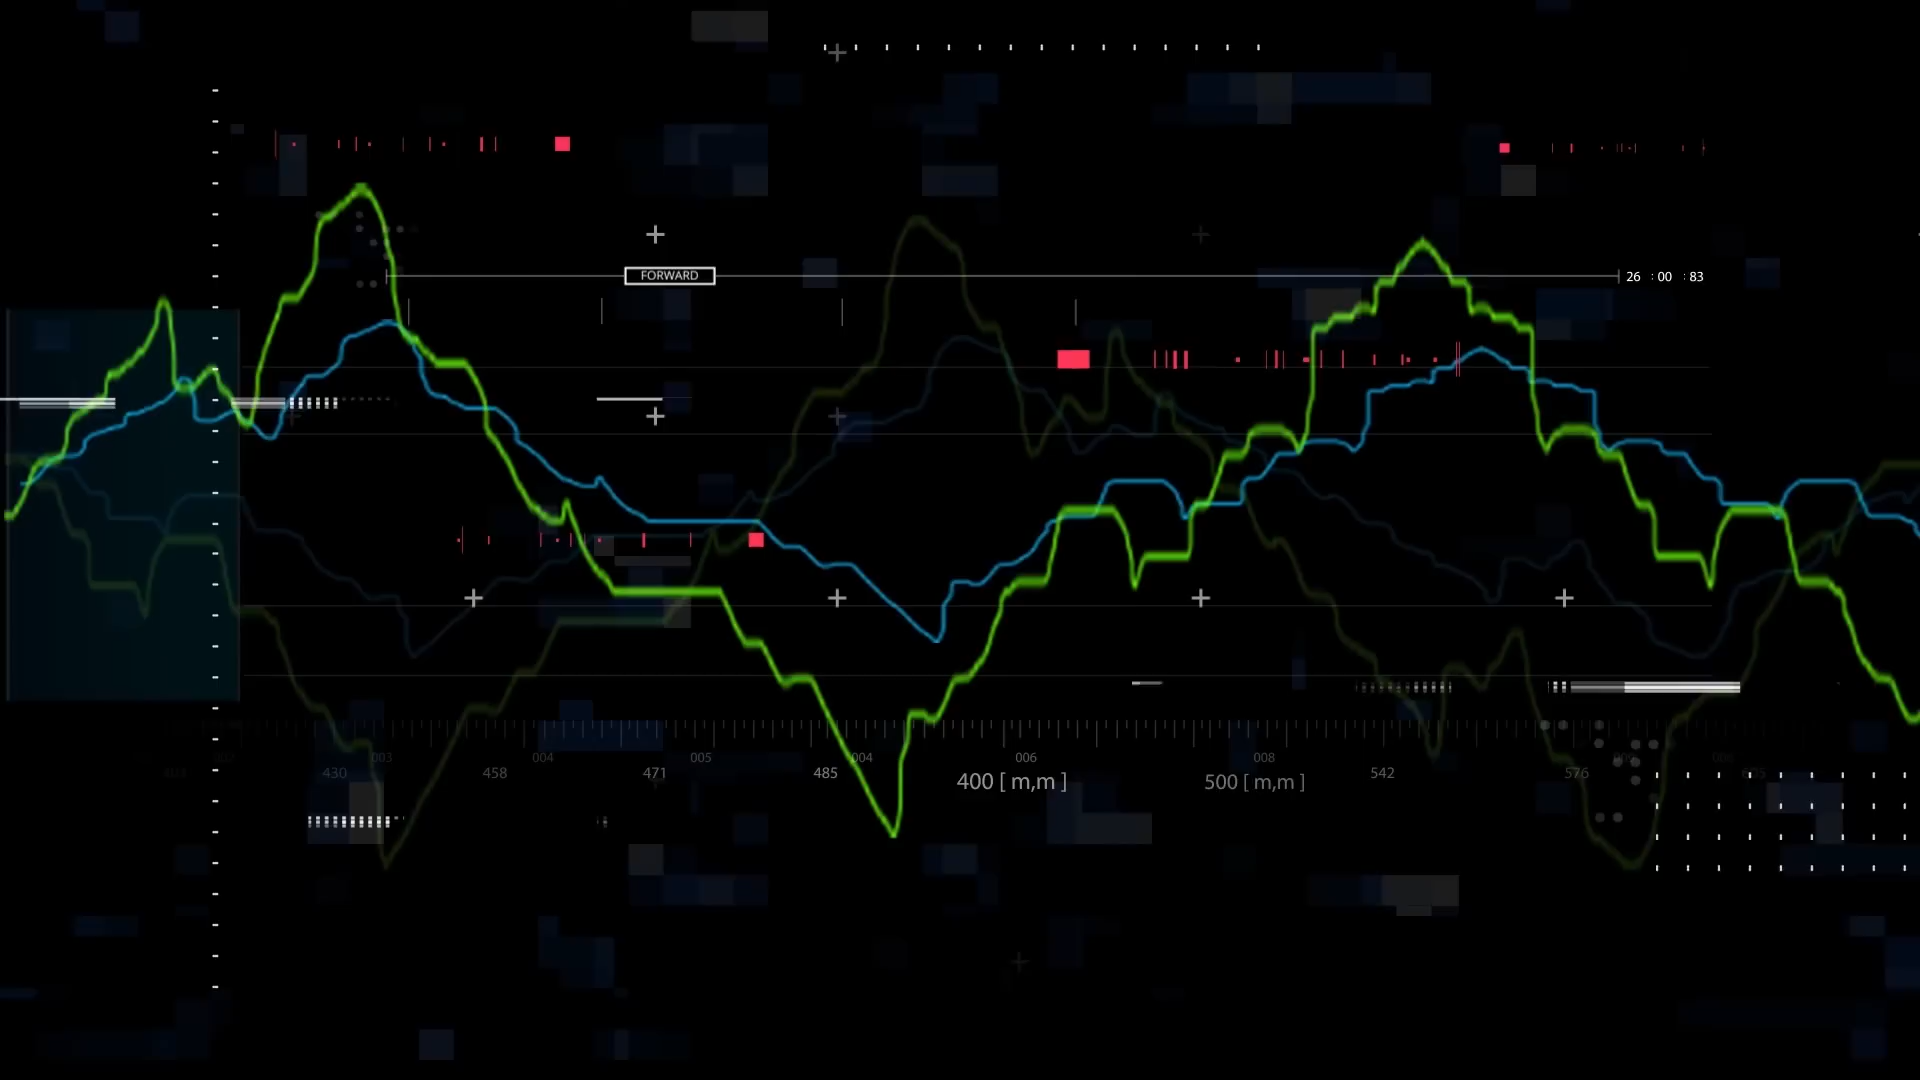 FORWARD
26 : 00 : 83
003 004 005 004 006 008
430 458 471 485 400 [ m,m ] 500 [ m,m ] 542 576